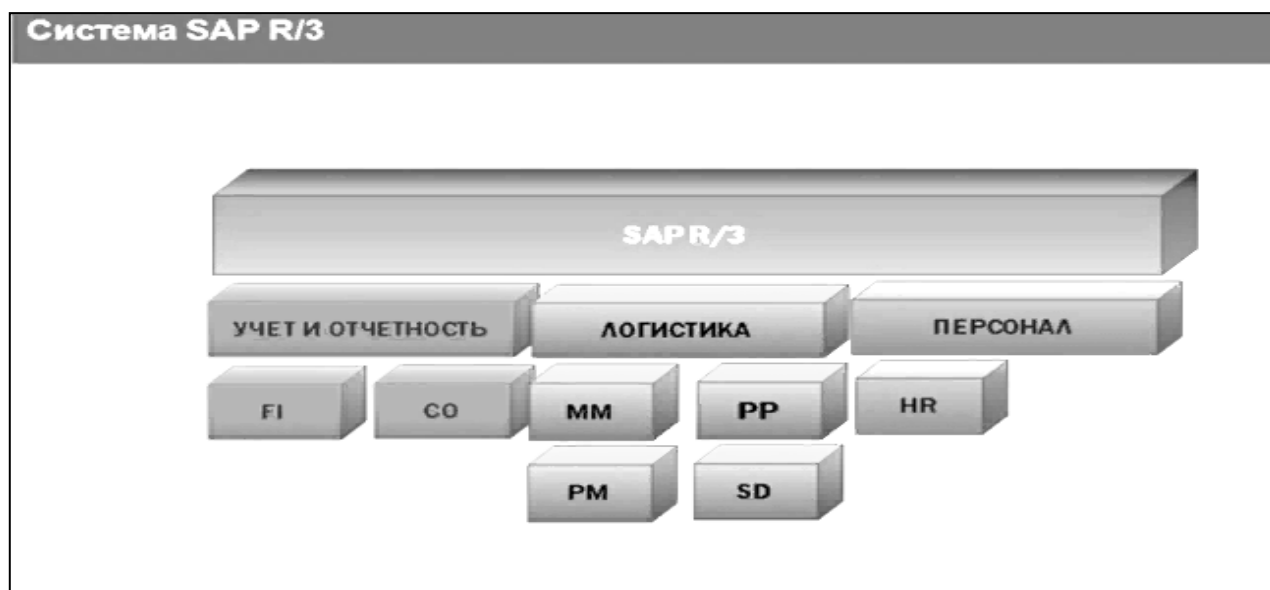 Система SAP R/3
SAP R/3
УЧЕТ И ОТЧЕТНОСТЬ
ЛОГИСТИКА
ПЕРСОНАЛ
FI
CO
MM
PP
HR
PM
SD